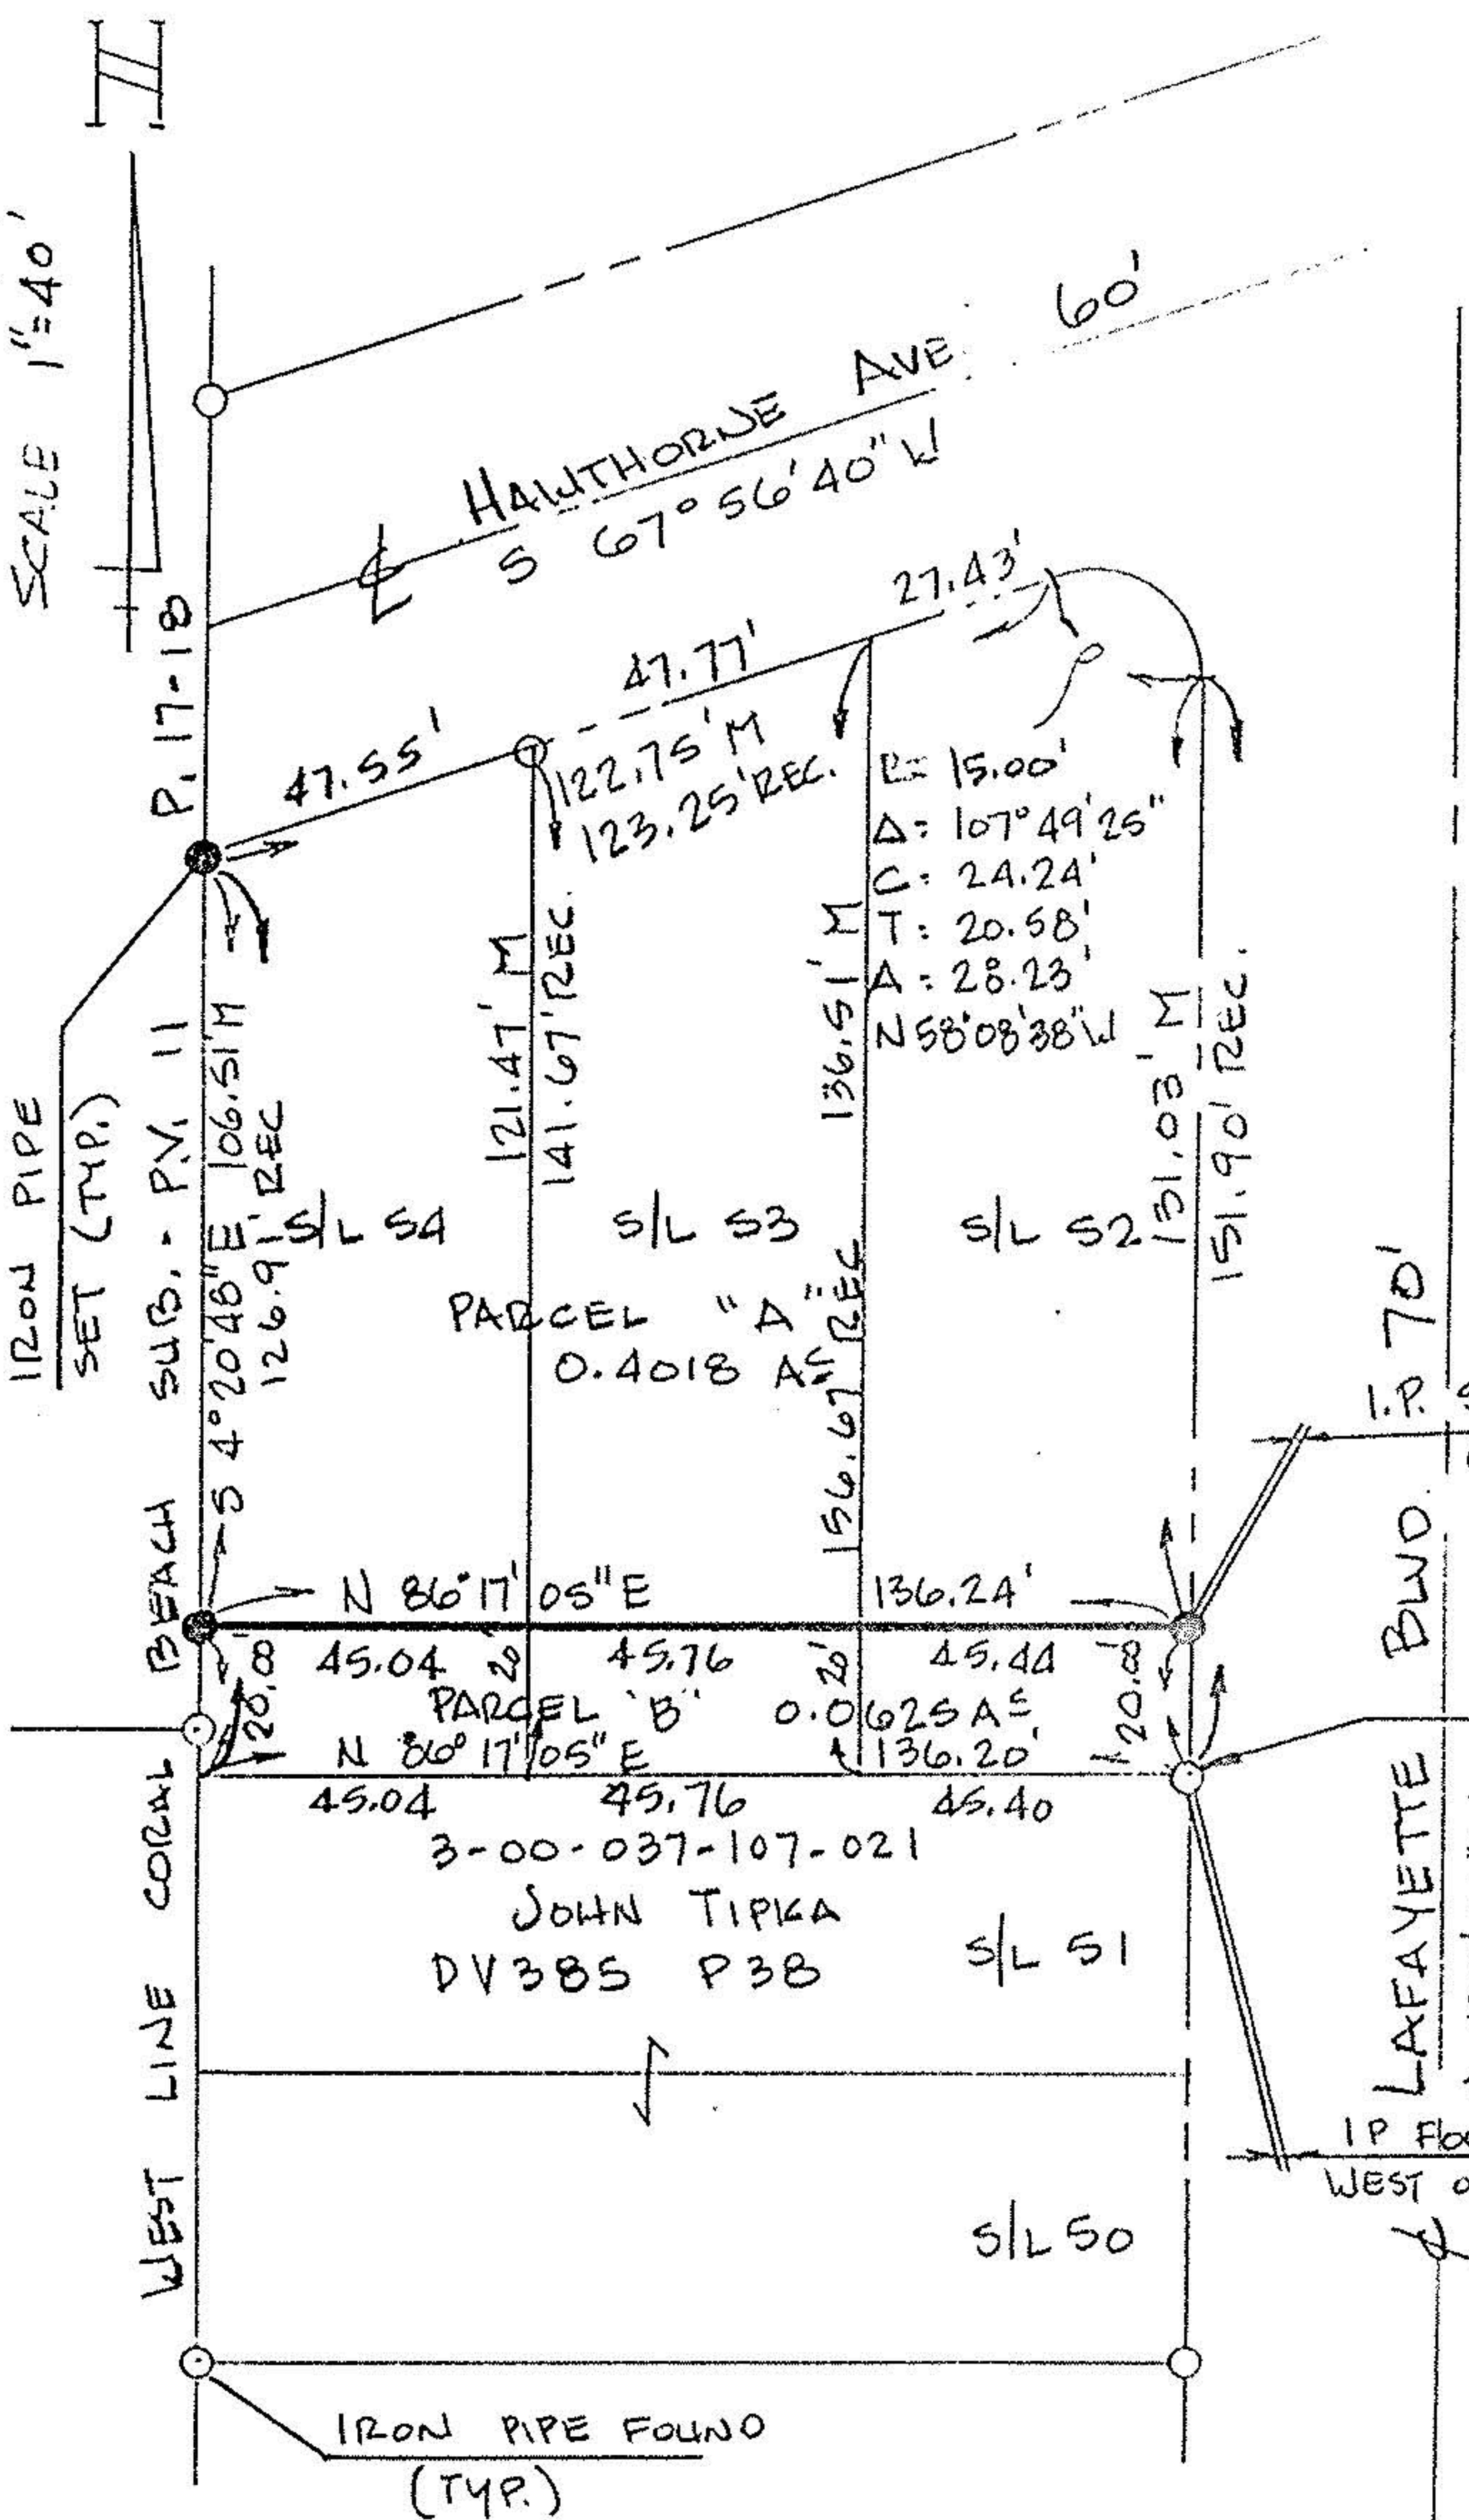 SCALE 1"=40'
60'
HAWTHORNE AVE.
S 67°56'40" W
27.43'
47.77'
47.55'
122.75' M
123.25' REC.
R= 15.00'
Δ= 107°49'25"
C= 24.24'
T= 20.58'
A= 28.23'
N 58°08'38" W
IRON PIPE
SET (TYP.)
WEST LINE CORAL BEACH SUB. - P.V. 11 P. 17-18
S 4°20'48" E 106.51' M
126.91' REC
121.47' M
141.67' REC.
136.51' M
156.67' REC
131.03' M
151.90' REC.
S/L 54
S/L 53
S/L 52
PARCEL "A"
0.4018 AC
70'
I.P. S
N 86°17'05" E 136.24'
20.8
45.04
45.76
45.44
20.8
PARCEL "B" 0.0625 AC
N 86°17'05" E 136.20'
45.04
45.76
45.40
3-00-037-107-021
JOHN TIPKA
DV385 P38
S/L 51
LAFAYETTE BLVD.
I P
WEST
S/L 50
IRON PIPE FOUND
(TYP.)